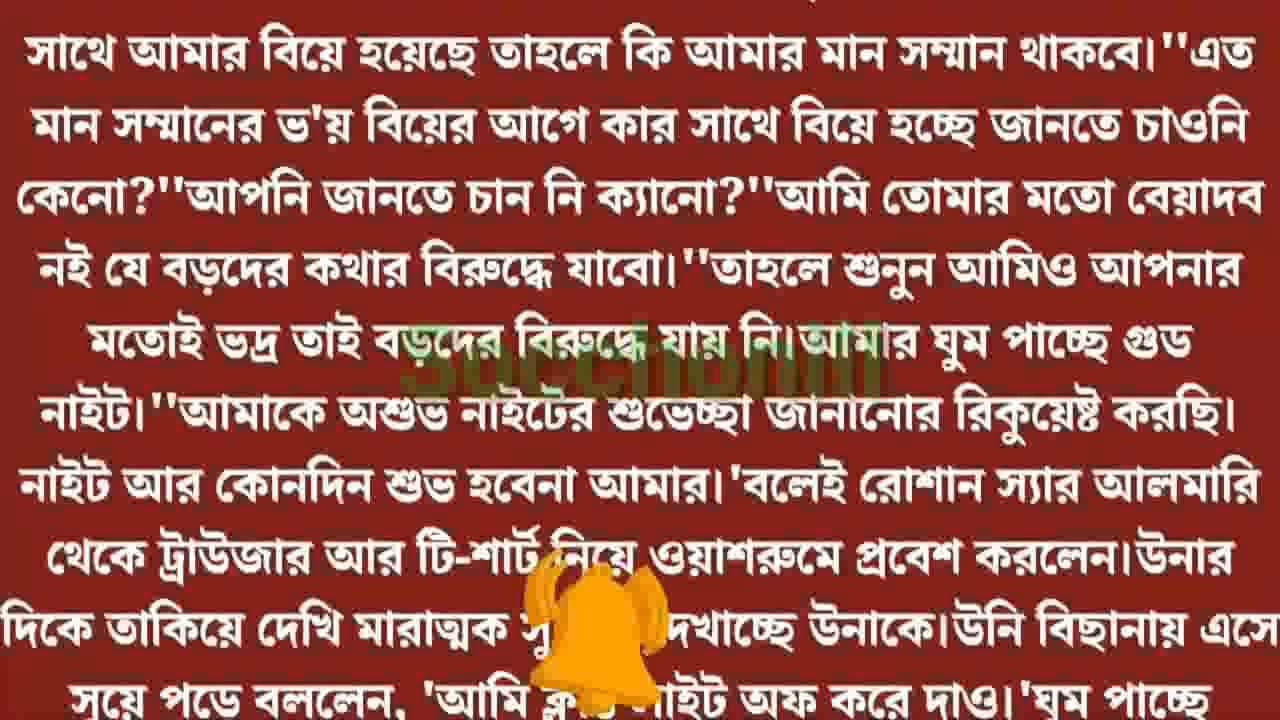 সাথে আমার বিয়ে হয়েছে তাহলে কি আমার মান সম্মান থাকবে।''এত
মান সম্মানের ভ'য় বিয়ের আগে কার সাথে বিয়ে হচ্ছে জানতে চাওনি
কেনো?''আপনি জানতে চান নি ক্যানো?''আমি তোমার মতো বেয়াদব
নই যে বড়দের কথার বিরুদ্ধে যাবো।''তাহলে শুনুন আমিও আপনার
মতোই ভদ্র তাই বড়দের বিরুদ্ধে যায় নি।আমার ঘুম পাচ্ছে গুড
নাইট।''আমাকে অশুভ নাইটের শুভেচ্ছা জানানোর রিকুয়েষ্ট করছি।
নাইট আর কোনদিন শুভ হবেনা আমার।'বলেই রোশান স্যার আলমারি
থেকে ট্রাউজার আর টি-শার্ট নিয়ে ওয়াশরুমে প্রবেশ করলেন।উনার
দিকে তাকিয়ে দেখি মারাত্মক দেখাচ্ছে উনাকে।উনি বিছানায় এসে
সুয়ে পড়ে বললেন, 'আমি লাইট অফ করে দাও।'ঘুম পাচ্ছে